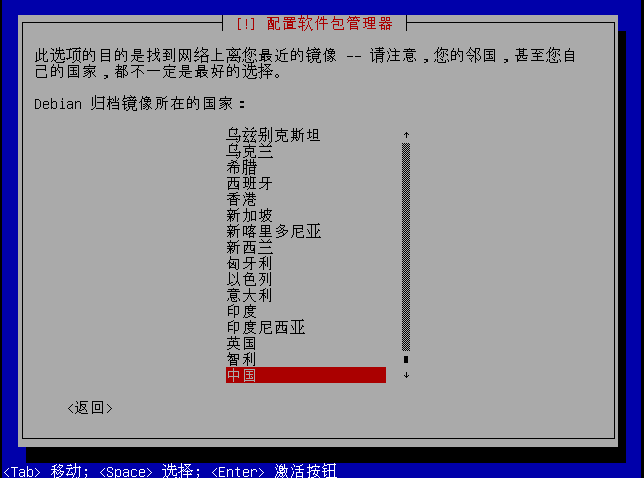 [!] 配置软件包管理器
此选项的目的是找到网络上离您最近的镜像 -- 请注意,您的邻国,甚至您自
己的国家,都不一定是最好的选择。
Debian 归档镜像所在的国家:
乌兹别克斯坦
乌克兰
希腊
西班牙
香港
新加坡
新喀里多尼亚
新西兰
匈牙利
以色列
意大利
印度
印度尼西亚
英国
智利
中国
<返回>
<Tab> 移动; <Space> 选择; <Enter> 激活按钮